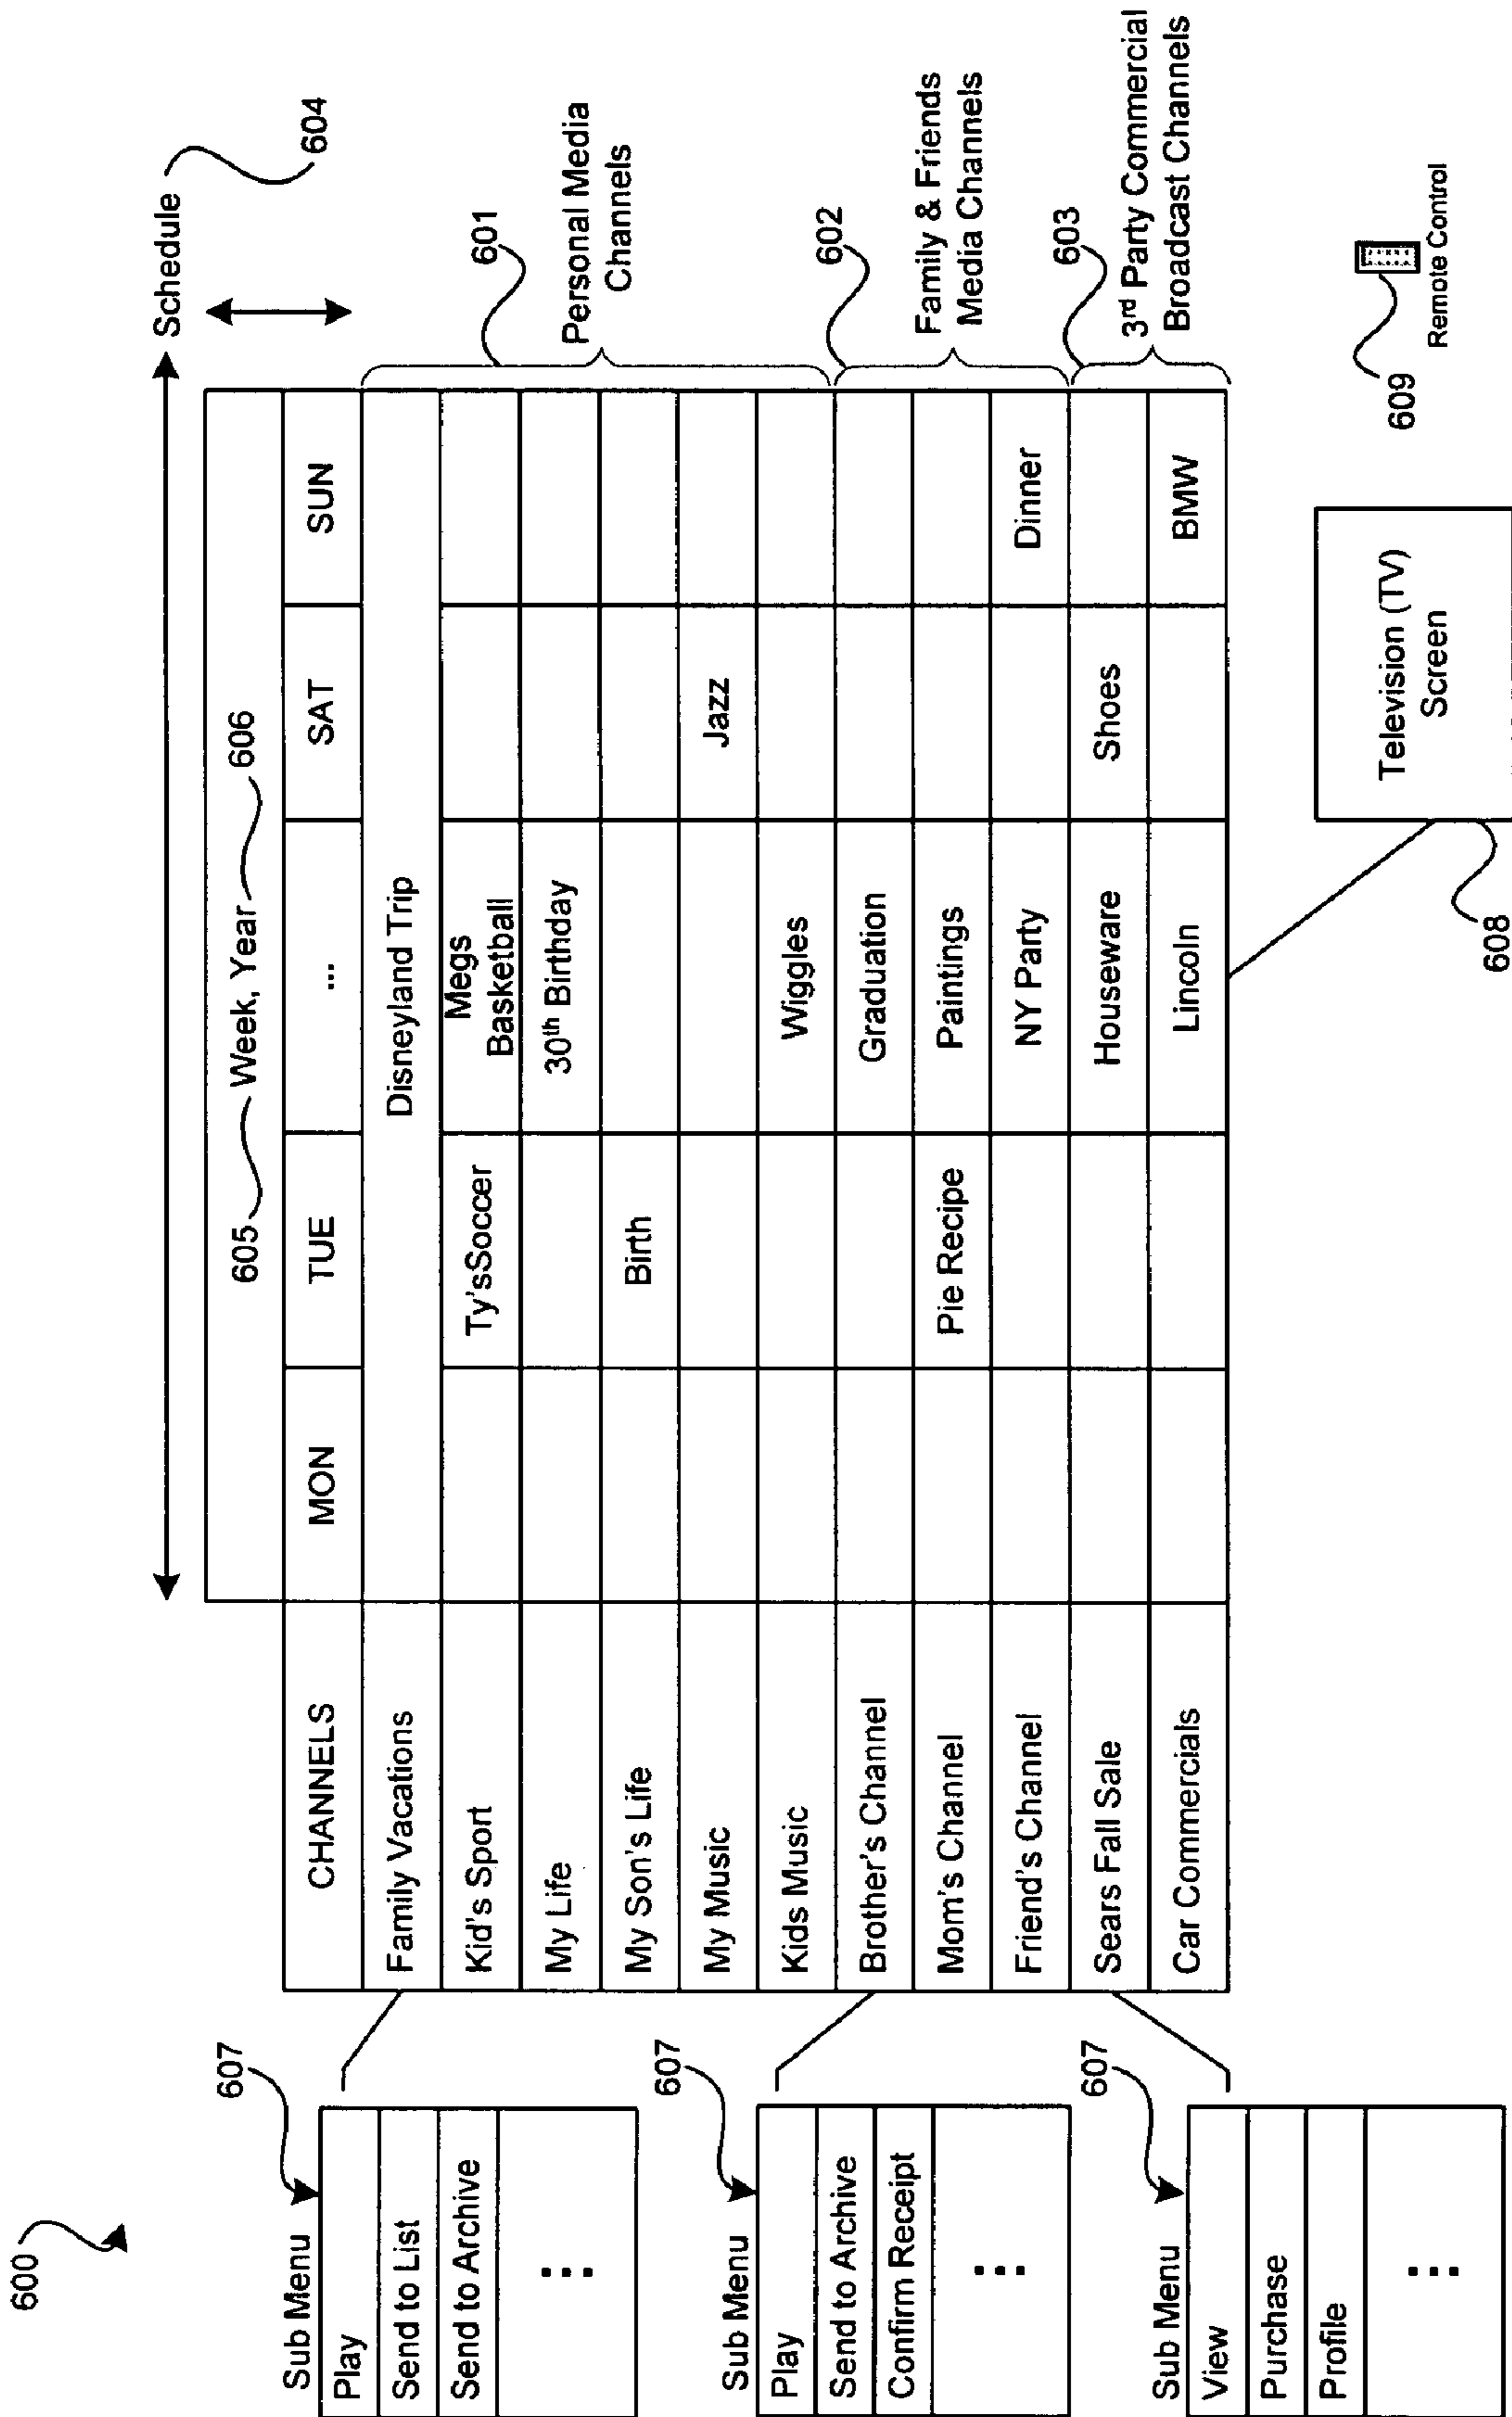 600
Schedule
604
605 Week, Year 606
CHANNELS MON TUE ... SAT SUN
Family Vacations Disneyland Trip
Kid's Sport Ty'sSoccer Megs
Basketball
My Life 30th Birthday
My Son's Life Birth
My Music Jazz
Kids Music Wiggles
Brother's Channel Graduation
Mom's Channel Pie Recipe Paintings
Friend's Channel NY Party Dinner
Sears Fall Sale Houseware Shoes
Car Commercials Lincoln BMW
601
Personal Media
Channels
602
Family & Friends
Media Channels
603
3rd Party Commercial
Broadcast Channels
Sub Menu
607
Play
Send to List
Send to Archive
...
Sub Menu
607
Play
Send to Archive
Confirm Receipt
...
Sub Menu
607
View
Purchase
Profile
...
608
Television (TV)
Screen
609
Remote Control